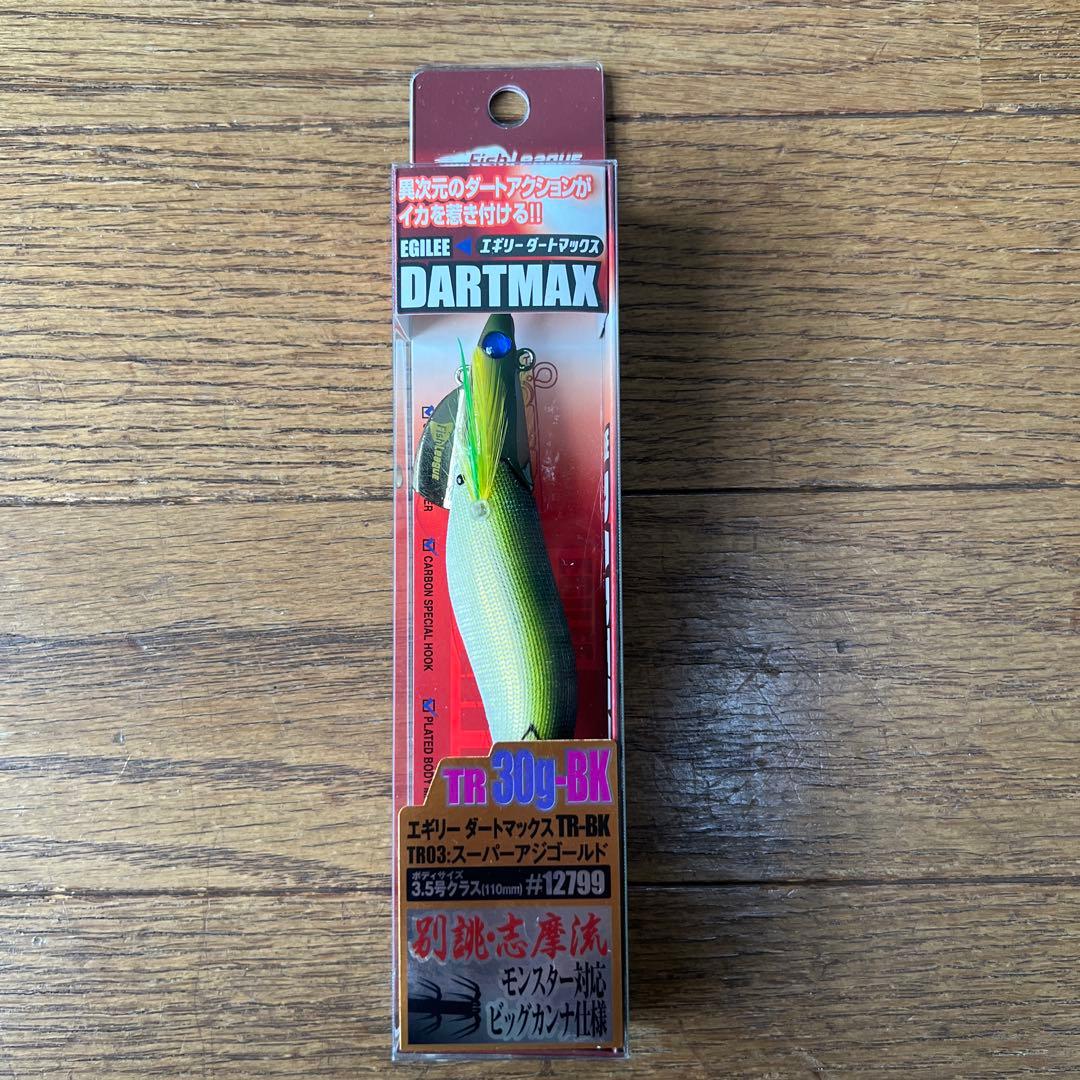 Fish League
異次元のダートアクションが
イカを惹き付ける!!
EGILEE エギリーダートマックス
DARTMAX
Fish League
CARBON SPECIAL HOOK
PLATED BODY
TR 30g-BK
エギリー ダートマックス TR-BK
TR03:スーパーアジゴールド
ボディサイズ
3.5号クラス(110mm) #12799
別誂・志摩流
モンスター対応
ビッグカンナ仕様